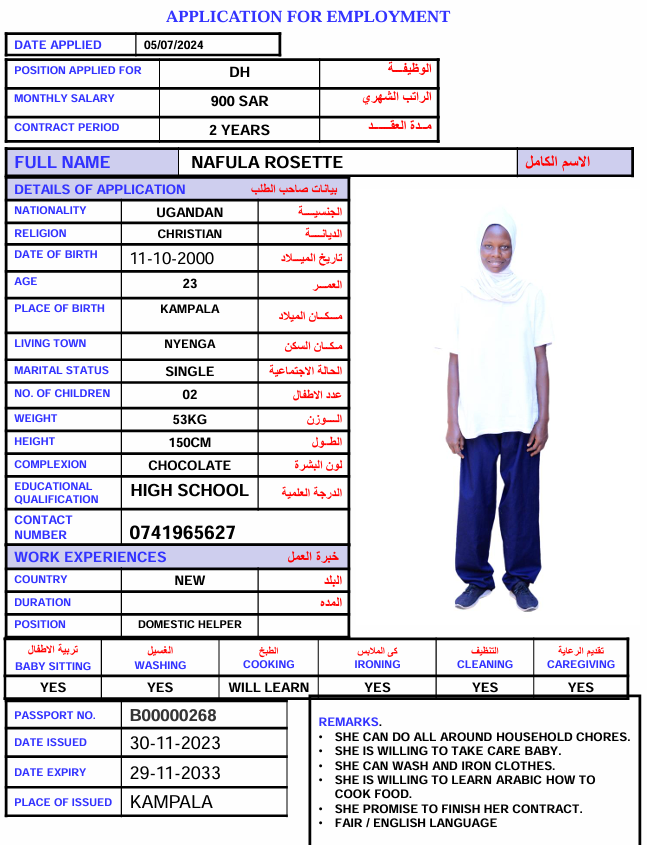 APPLICATION FOR EMPLOYMENT
DATE APPLIED 05/07/2024
POSITION APPLIED FOR DH الوظيفـــة
MONTHLY SALARY 900 SAR الراتب الشهري
CONTRACT PERIOD 2 YEARS مــدة العقــــد
FULL NAME NAFULA ROSETTE الاسم الكامل
DETAILS OF APPLICATION بيانات صاحب الطلب
NATIONALITY UGANDAN الجنسيـــة
RELIGION CHRISTIAN الديانـــة
DATE OF BIRTH 11-10-2000 تاريخ الميـــلاد
AGE 23 العمـــر
PLACE OF BIRTH KAMPALA مـــكــان الميلاد
LIVING TOWN NYENGA مـكــان السكن
MARITAL STATUS SINGLE الحالة الاجتماعية
NO. OF CHILDREN 02 عدد الاطفال
WEIGHT 53KG الـــوزن
HEIGHT 150CM الطــول
COMPLEXION CHOCOLATE لون البشرة
EDUCATIONAL QUALIFICATION HIGH SCHOOL الدرجة العلمية
CONTACT NUMBER 0741965627
WORK EXPERIENCES خبرة العمل
COUNTRY NEW البلد
DURATION المده
POSITION DOMESTIC HELPER
تربية الاطفال الغسيل الطبخ كى الملابس التنظيف تقديم الرعاية
BABY SITTING WASHING COOKING IRONING CLEANING CAREGIVING
YES YES WILL LEARN YES YES YES
PASSPORT NO. B00000268
DATE ISSUED 30-11-2023
DATE EXPIRY 29-11-2033
PLACE OF ISSUED KAMPALA
REMARKS.
• SHE CAN DO ALL AROUND HOUSEHOLD CHORES.
• SHE IS WILLING TO TAKE CARE BABY.
• SHE CAN WASH AND IRON CLOTHES.
• SHE IS WILLING TO LEARN ARABIC HOW TO
COOK FOOD.
• SHE PROMISE TO FINISH HER CONTRACT.
• FAIR / ENGLISH LANGUAGE